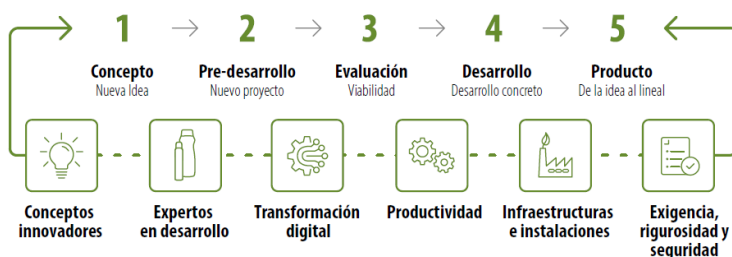 1 2 3 4 5
Concepto
Nueva Idea
Pre-desarrollo
Nuevo proyecto
Evaluación
Viabilidad
Desarrollo
Desarrollo concreto
Producto
De la idea al lineal
Conceptos
innovadores
Expertos
en desarrollo
Transformación
digital
Productividad
Infraestructuras
e instalaciones
Exigencia,
rigurosidad y
seguridad